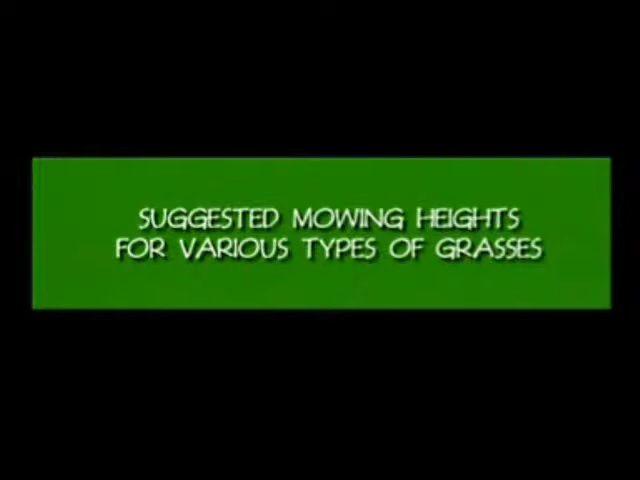 SUGGESTED MOWING HEIGHTS
FOR VARIOUS TYPES OF GRASSES